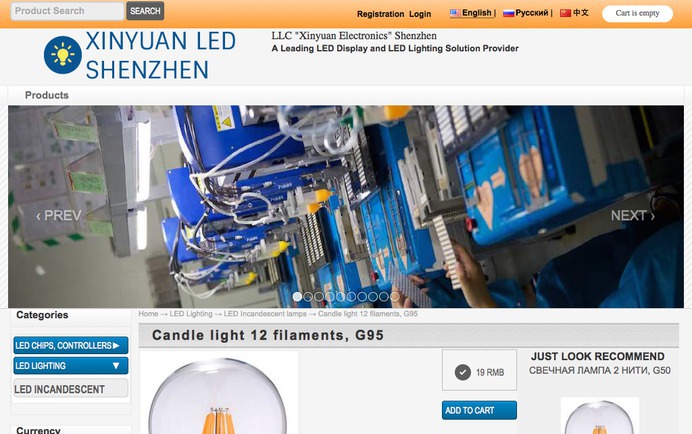 Product Search
SEARCH
Registration Login
English |
Русский |
中文
Cart is empty
XINYUAN LED
SHENZHEN
LLC "Xinyuan Electronics" Shenzhen
A Leading LED Display and LED Lighting Solution Provider
Products
‹ PREV
NEXT ›
Categories
LED CHIPS, CONTROLLERS
LED LIGHTING
LED INCANDESCENT
Currency
Home → LED Lighting → LED Incandescent lamps → Candle light 12 filaments, G95
Candle light 12 filaments, G95
19 RMB
ADD TO CART
JUST LOOK RECOMMEND
СВЕЧНАЯ ЛАМПА 2 НИТИ, G50